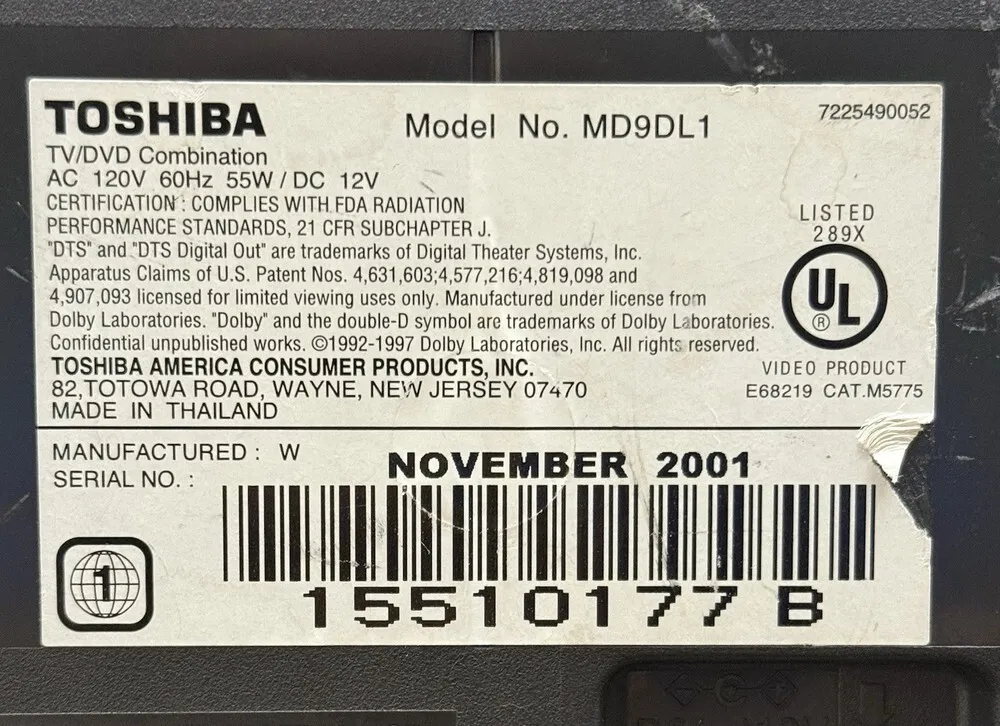 TOSHIBA
Model No. MD9DL1
7225490052
TV/DVD Combination
AC 120V 60Hz 55W / DC 12V
CERTIFICATION : COMPLIES WITH FDA RADIATION
PERFORMANCE STANDARDS, 21 CFR SUBCHAPTER J.
"DTS" and "DTS Digital Out" are trademarks of Digital Theater Systems, Inc.
Apparatus Claims of U.S. Patent Nos. 4,631,603;4,577,216;4,819,098 and
4,907,093 licensed for limited viewing uses only. Manufactured under license from
Dolby Laboratories. "Dolby" and the double-D symbol are trademarks of Dolby Laboratories.
Confidential unpublished works. ©1992-1997 Dolby Laboratories, Inc. All rights reserved.
TOSHIBA AMERICA CONSUMER PRODUCTS, INC.
82,TOTOWA ROAD, WAYNE, NEW JERSEY 07470
MADE IN THAILAND
LISTED
289X
UL
®
VIDEO PRODUCT
E68219 CAT.M5775
MANUFACTURED : W
NOVEMBER 2001
SERIAL NO. :
1
15510177 B